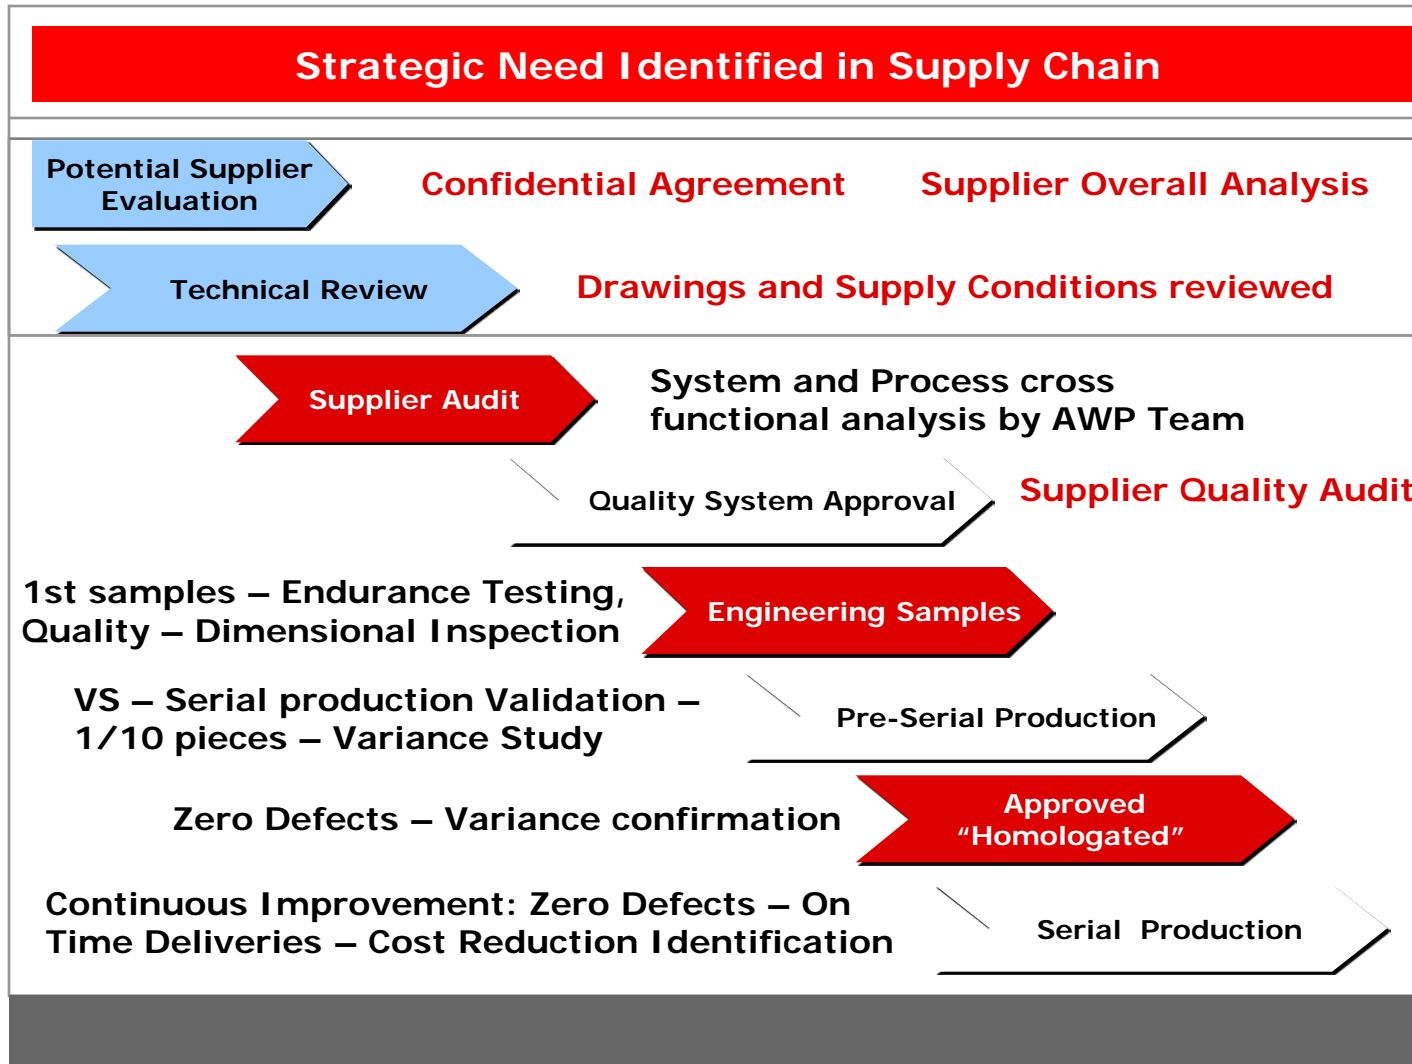 Strategic Need Identified in Supply Chain
Potential Supplier
Evaluation
Confidential Agreement
Supplier Overall Analysis
Technical Review
Drawings and Supply Conditions reviewed
Supplier Audit
System and Process cross
functional analysis by AWP Team
Quality System Approval
Supplier Quality Audit
1st samples – Endurance Testing,
Quality – Dimensional Inspection
Engineering Samples
VS – Serial production Validation –
1/10 pieces – Variance Study
Pre-Serial Production
Zero Defects – Variance confirmation
Approved
“Homologated”
Continuous Improvement: Zero Defects – On
Time Deliveries – Cost Reduction Identification
Serial Production